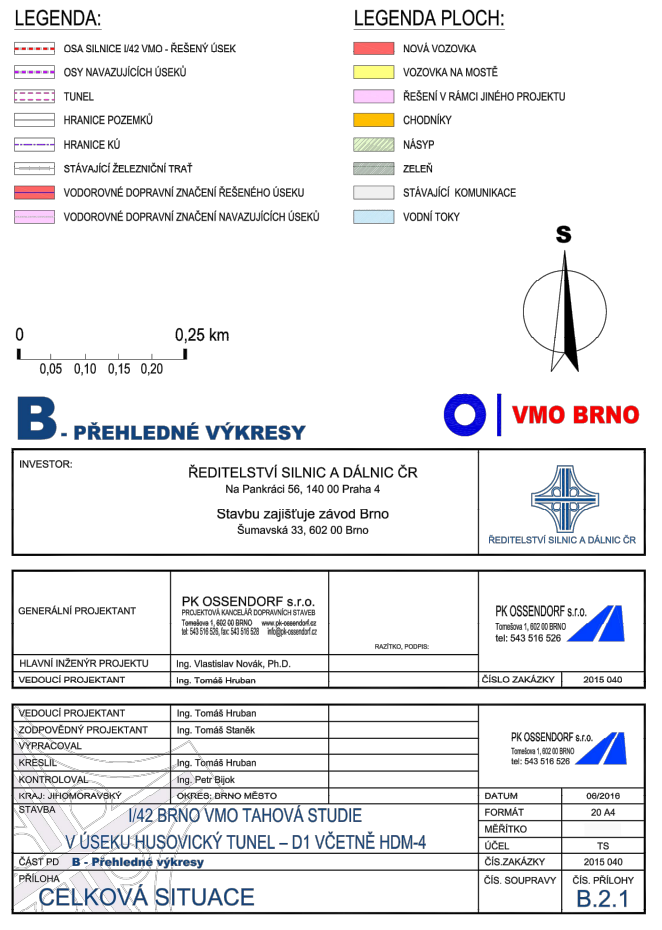 LEGENDA:
OSA SILNICE I/42 VMO - ŘEŠENÝ ÚSEK
OSY NAVAZUJÍCÍCH ÚSEKŮ
TUNEL
HRANICE POZEMKŮ
HRANICE KÚ
STÁVAJÍCÍ ŽELEZNIČNÍ TRAŤ
VODOROVNÉ DOPRAVNÍ ZNAČENÍ ŘEŠENÉHO ÚSEKU
VODOROVNÉ DOPRAVNÍ ZNAČENÍ NAVAZUJÍCÍCH ÚSEKŮ
LEGENDA PLOCH:
NOVÁ VOZOVKA
VOZOVKA NA MOSTĚ
ŘEŠENÍ V RÁMCI JINÉHO PROJEKTU
CHODNÍKY
NÁSYP
ZELEŇ
STÁVAJÍCÍ KOMUNIKACE
VODNÍ TOKY
S
0 0,25 km
0,05 0,10 0,15 0,20
B - PŘEHLEDNÉ VÝKRESY
VMO BRNO
INVESTOR:
ŘEDITELSTVÍ SILNIC A DÁLNIC ČR
Na Pankráci 56, 140 00 Praha 4
Stavbu zajišťuje závod Brno
Šumavská 33, 602 00 Brno
ŘEDITELSTVÍ SILNIC A DÁLNIC ČR
GENERÁLNÍ PROJEKTANT
PK OSSENDORF s.r.o.
PROJEKTOVÁ KANCELÁŘ DOPRAVNÍCH STAVEB
Tomešova 1, 602 00 BRNO www.pk-ossendorf.cz
tel: 543 516 526, fax: 543 516 528 info@pk-ossendorf.cz
RAZÍTKO, PODPIS:
PK OSSENDORF s.r.o.
Tomešova 1, 602 00 BRNO
tel: 543 516 526
HLAVNÍ INŽENÝR PROJEKTU Ing. Vlastislav Novák, Ph.D.
VEDOUCÍ PROJEKTANT Ing. Tomáš Hruban ČÍSLO ZAKÁZKY 2015 040
VEDOUCÍ PROJEKTANT Ing. Tomáš Hruban
ZODPOVĚDNÝ PROJEKTANT Ing. Tomáš Staněk
VYPRACOVAL
KRESLIL Ing. Tomáš Hruban
KONTROLOVAL Ing. Petr Bijok
PK OSSENDORF s.r.o.
Tomešova 1, 602 00 BRNO
tel: 543 516 526
KRAJ: JIHOMORAVSKÝ OKRES: BRNO MĚSTO DATUM 06/2016
STAVBA
I/42 BRNO VMO TAHOVÁ STUDIE
V ÚSEKU HUSOVICKÝ TUNEL – D1 VČETNĚ HDM-4
FORMÁT 20 A4
MĚŘÍTKO
ÚČEL TS
ČÁST PD B - Přehledné výkresy ČÍS.ZAKÁZKY 2015 040
PŘÍLOHA
CELKOVÁ SITUACE
ČÍS. SOUPRAVY
ČÍS. PŘÍLOHY
B.2.1